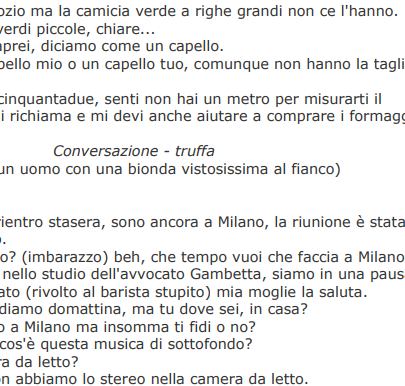 ozio ma la camicia verde a righe grandi non ce l'hanno.
verdi piccole, chiare...
aprei, diciamo come un capello.
pello mio o un capello tuo, comunque non hanno la tagli
cinquantadue, senti non hai un metro per misurarti il
i richiama e mi devi anche aiutare a comprare i formagg
Conversazione - truffa
un uomo con una bionda vistosissima al fianco)
rientro stasera, sono ancora a Milano, la riunione è stata
o.
o? (imbarazzo) beh, che tempo vuoi che faccia a Milano
nello studio dell'avvocato Gambetta, siamo in una paus
ato (rivolto al barista stupito) mia moglie la saluta.
diamo domattina, ma tu dove sei, in casa?
o a Milano ma insomma ti fidi o no?
cos'è questa musica di sottofondo?
ra da letto?
on abbiamo lo stereo nella camera da letto.